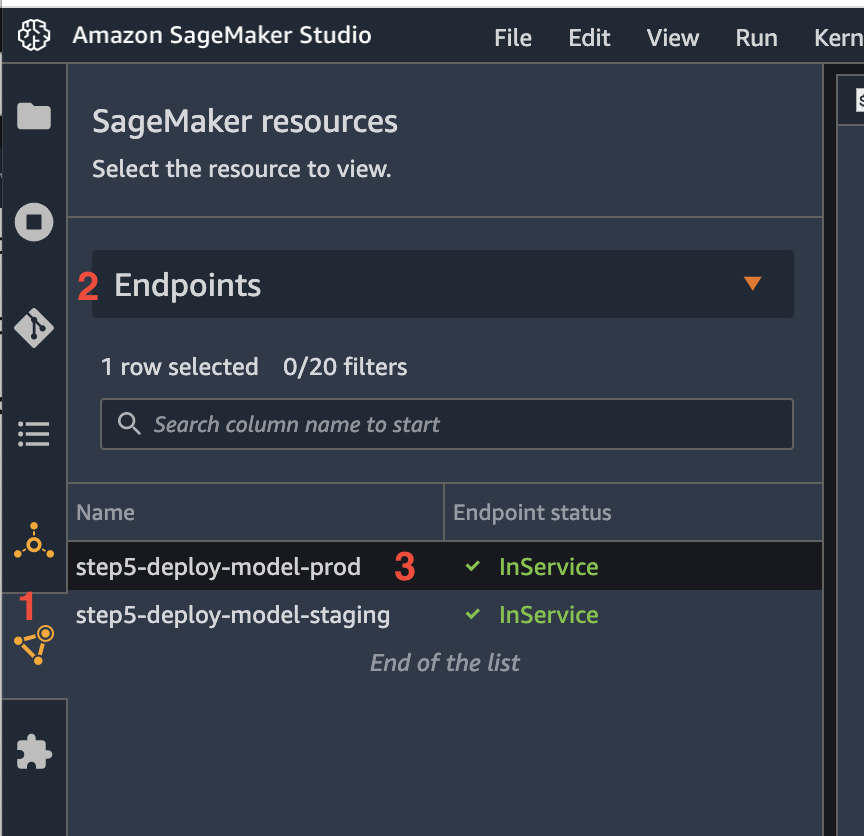 Amazon SageMaker Studio File Edit View Run Kern
SageMaker resources
Select the resource to view.
2 Endpoints
1 row selected 0/20 filters
Search column name to start
Name Endpoint status
step5-deploy-model-prod 3 InService
1
step5-deploy-model-staging InService
End of the list